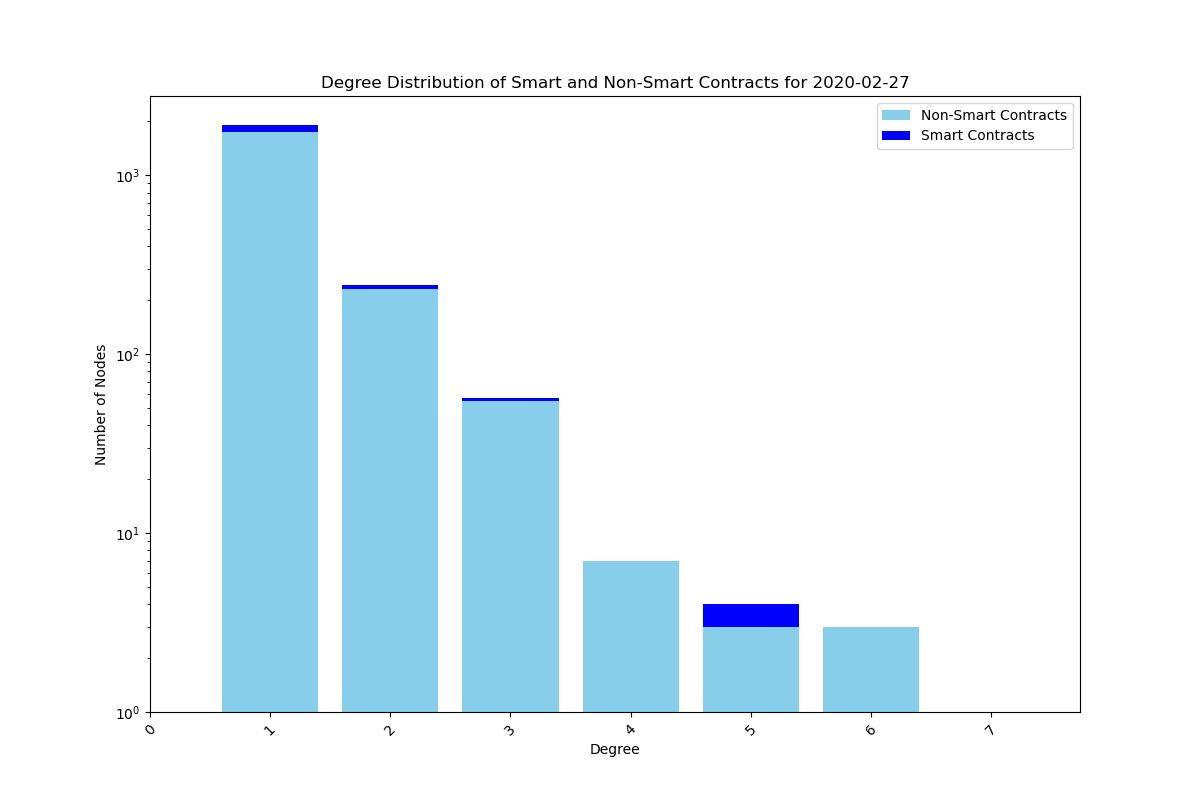 Degree Distribution of Smart and Non-Smart Contracts for 2020-02-27
Non-Smart Contracts
Smart Contracts
Number of Nodes
10³
10²
10¹
10⁰
0 1 2 3 4 5 6 7
Degree